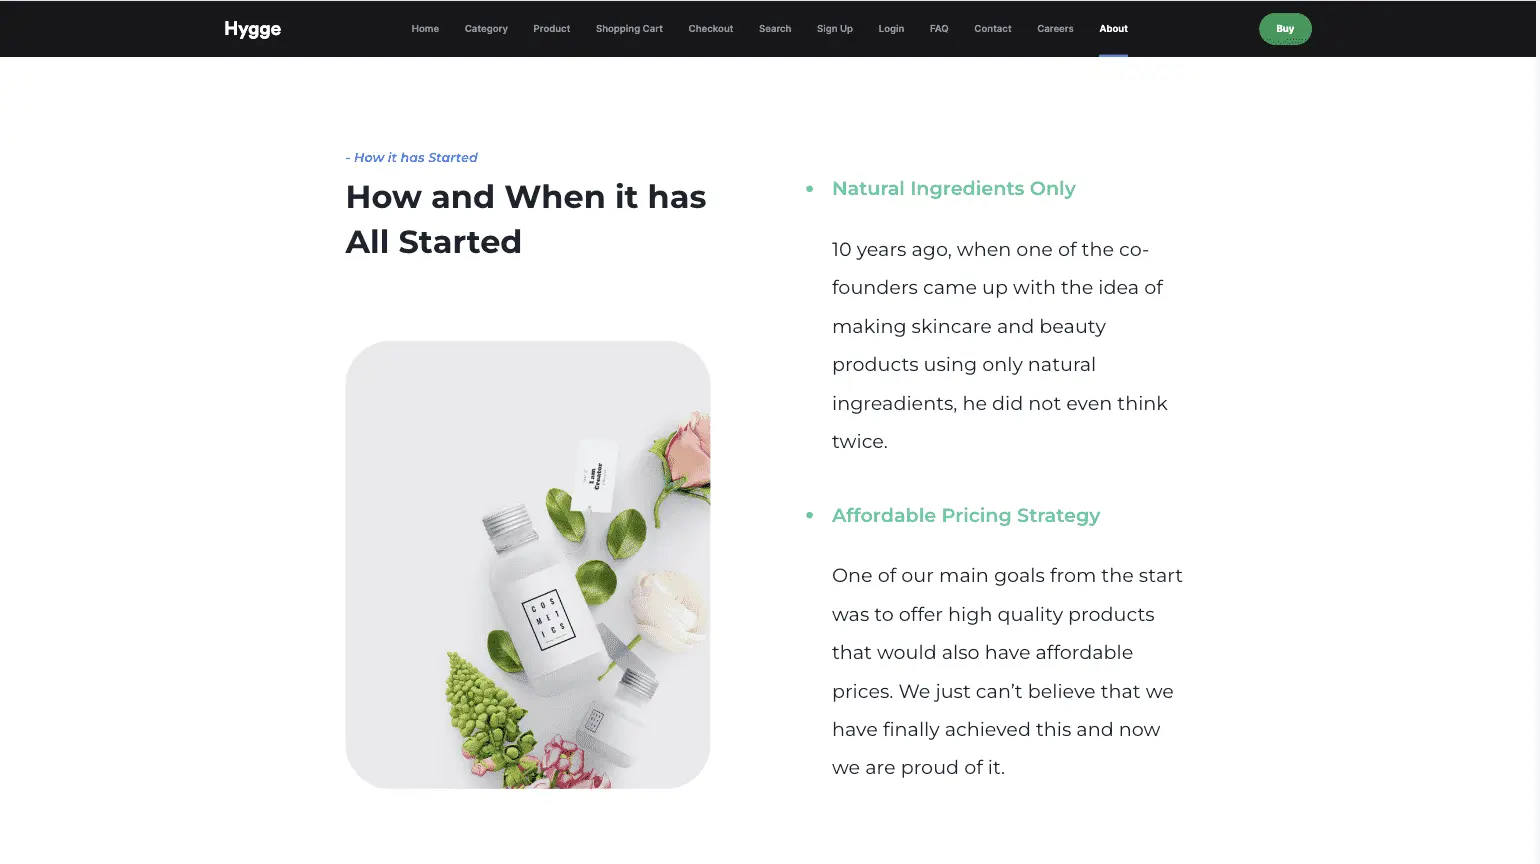 Hygge
Home Category Product Shopping Cart Checkout Search Sign Up Login FAQ Contact Careers About
Buy
- How it has Started
How and When it has
All Started
I am
Creator
COS
MET
ICS
• Natural Ingredients Only
10 years ago, when one of the co-
founders came up with the idea of
making skincare and beauty
products using only natural
ingreadients, he did not even think
twice.
• Affordable Pricing Strategy
One of our main goals from the start
was to offer high quality products
that would also have affordable
prices. We just can’t believe that we
have finally achieved this and now
we are proud of it.